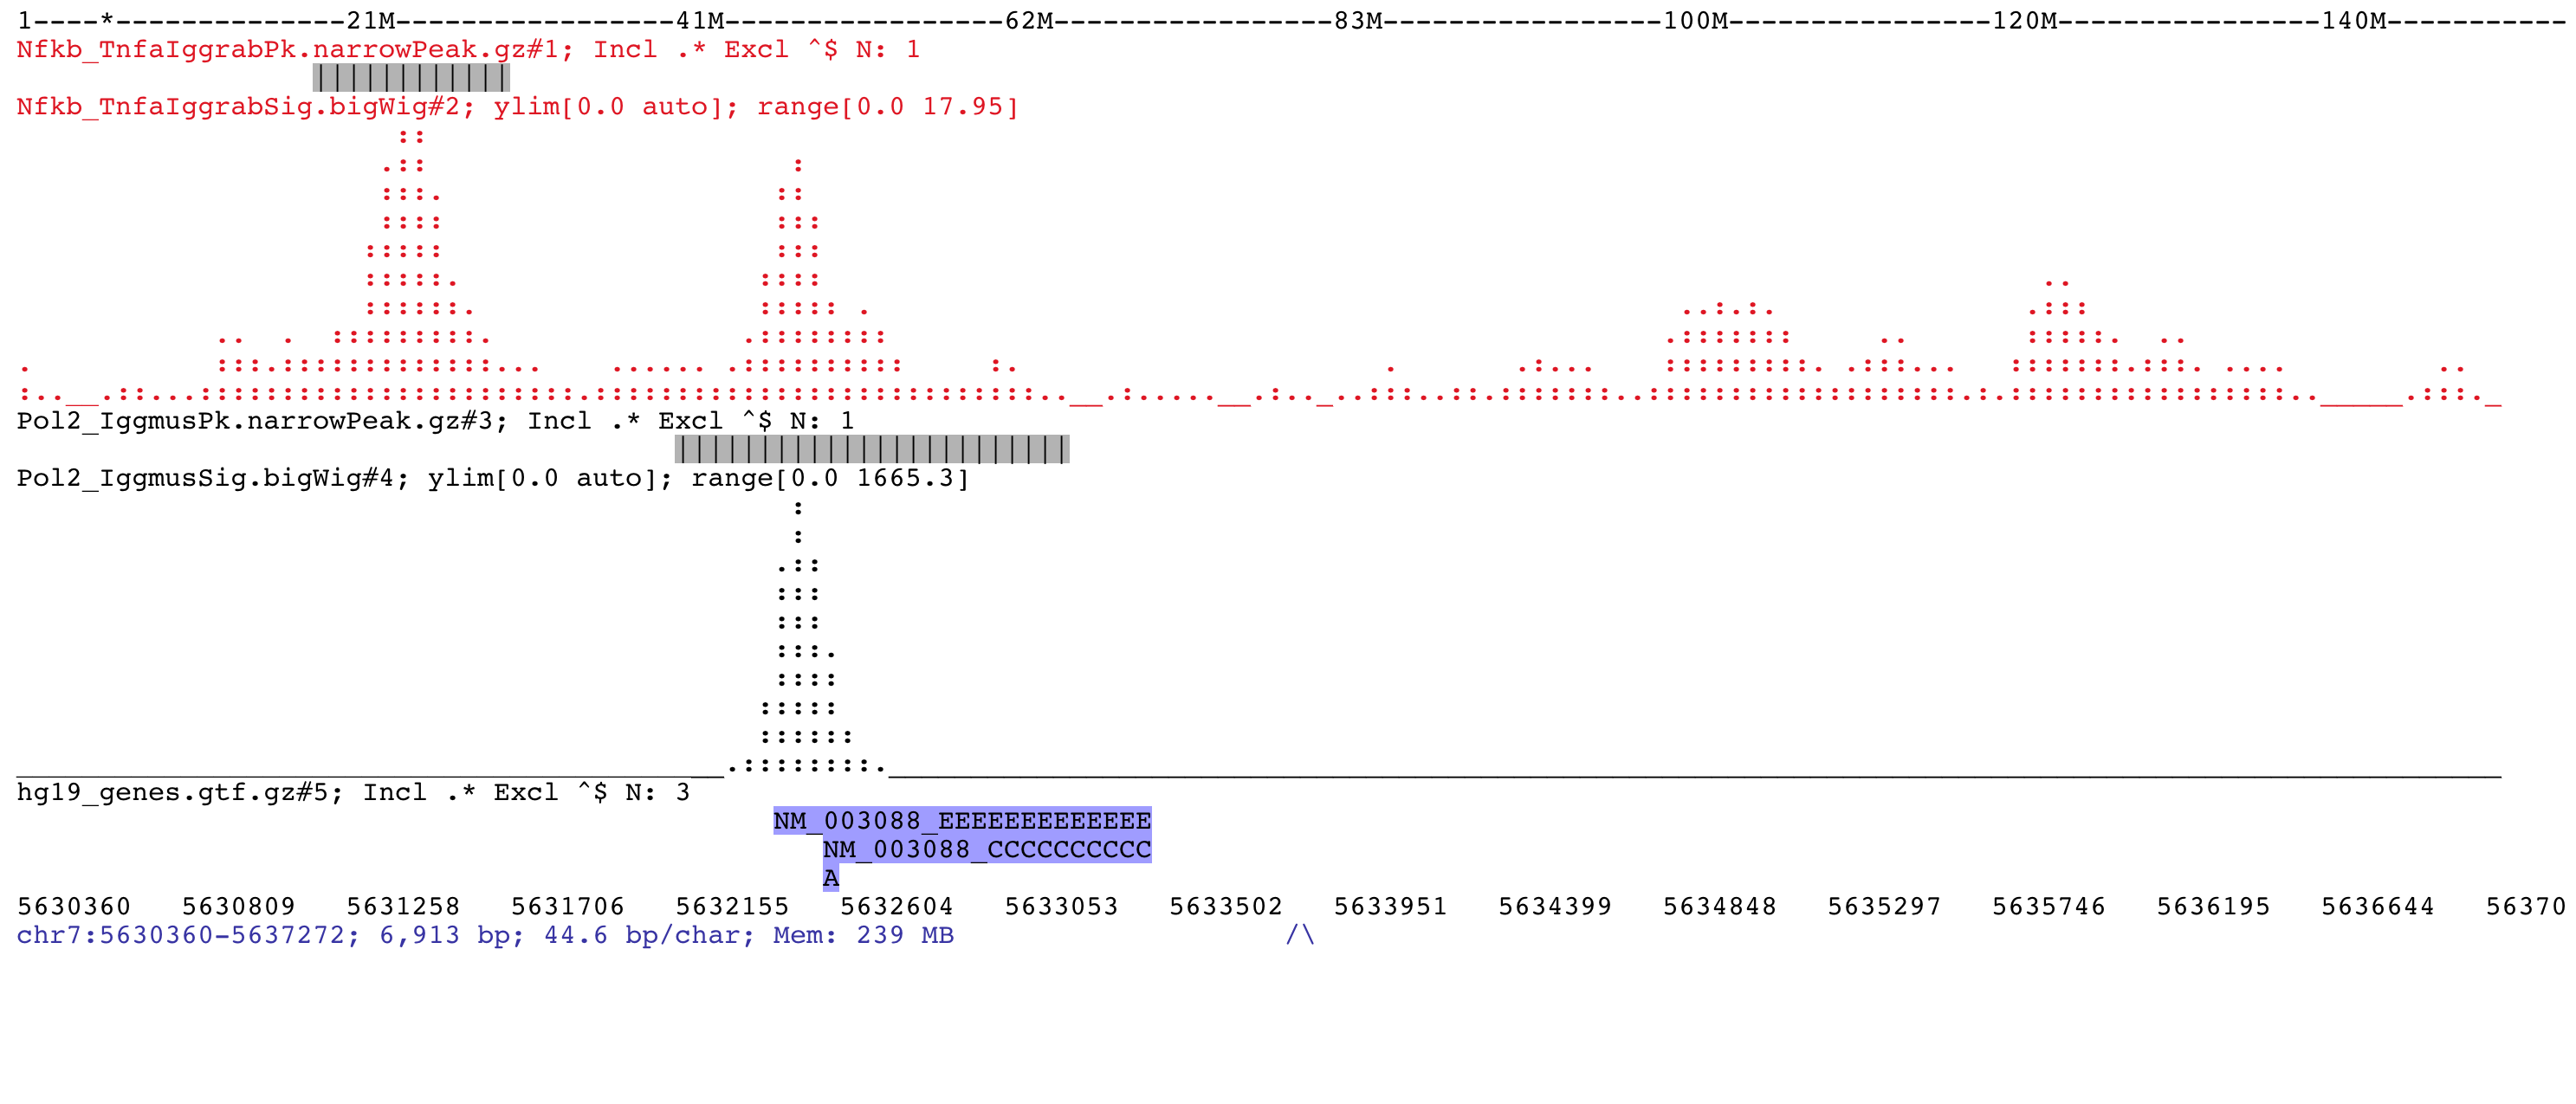 1----*--------------21M-----------------41M-----------------62M-----------------83M-----------------100M----------------120M----------------140M-----------
Nfkb_TnfaIggrabPk.narrowPeak.gz#1; Incl .* Excl ^$ N: 1
Nfkb_TnfaIggrabSig.bigWig#2; ylim[0.0 auto]; range[0.0 17.95]
Pol2_IggmusPk.narrowPeak.gz#3; Incl .* Excl ^$ N: 1
Pol2_IggmusSig.bigWig#4; ylim[0.0 auto]; range[0.0 1665.3]
hg19_genes.gtf.gz#5; Incl .* Excl ^$ N: 3
NM_003088_EEEEEEEEEEEEE
NM_003088_CCCCCCCCCC
A
5630360 5630809 5631258 5631706 5632155 5632604 5633053 5633502 5633951 5634399 5634848 5635297 5635746 5636195 5636644 56370
chr7:5630360-5637272; 6,913 bp; 44.6 bp/char; Mem: 239 MB /\